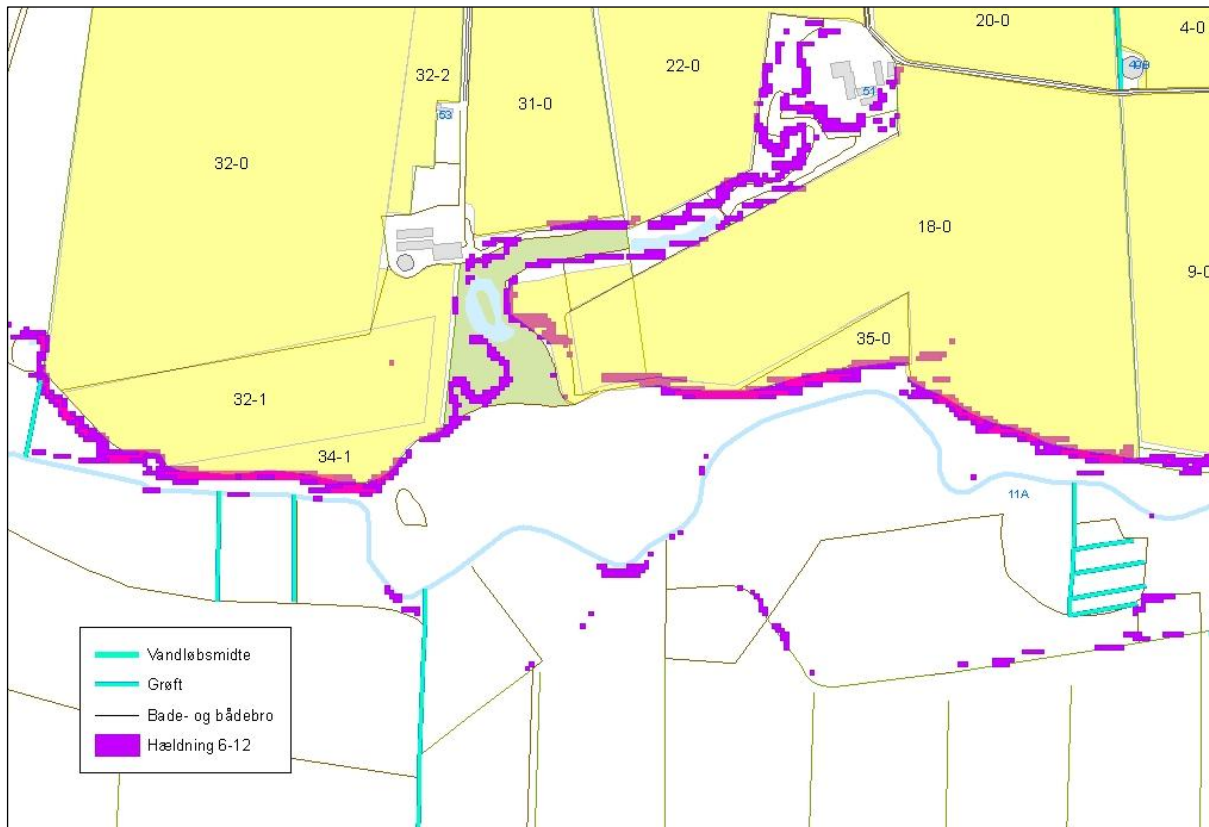 20-0
4-0
32-2
22-0
49B
31-0
53
51
32-0
18-0
9-0
35-0
32-1
34-1
11A
Vandløbsmidte
Grøft
Bade- og bådebro
Hældning 6-12